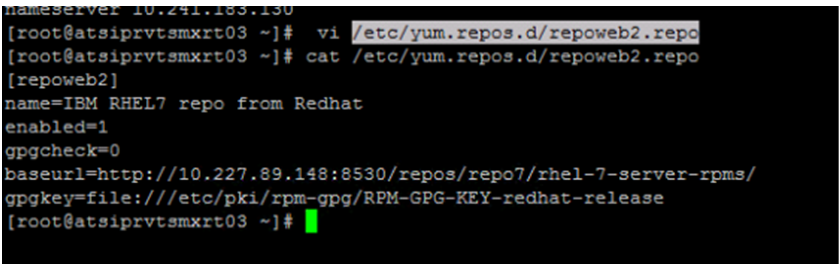 nameserver 10.241.183.130
[root@atsiprvtsmxrt03 ~]#  vi /etc/yum.repos.d/repoweb2.repo
[root@atsiprvtsmxrt03 ~]# cat /etc/yum.repos.d/repoweb2.repo
[repoweb2]
name=IBM RHEL7 repo from Redhat
enabled=1
gpgcheck=0
baseurl=http://10.227.89.148:8530/repos/repo7/rhel-7-server-rpms/
gpgkey=file:///etc/pki/rpm-gpg/RPM-GPG-KEY-redhat-release
[root@atsiprvtsmxrt03 ~]#